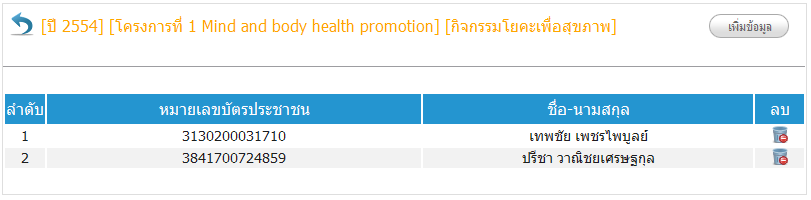 [ปี 2554] [โครงการที่ 1 Mind and body health promotion] [กิจกรรมโยคะเพื่อสุขภาพ] เพิ่มข้อมูล
ลำดับ หมายเลขบัตรประชาชน ชื่อ-นามสกุล ลบ
1 3130200031710 เทพชัย เพชรไพบูลย์
2 3841700724859 ปรีชา วาณิชยเศรษฐกุล